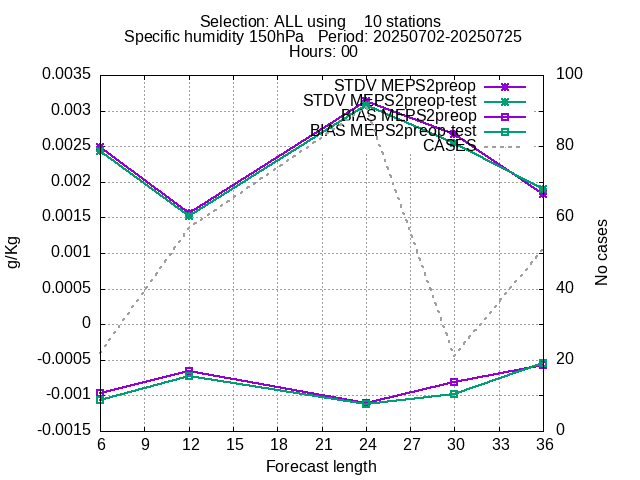 Selection: ALL using    10 stations
Specific humidity 150hPa   Period: 20250702-20250725
Hours: 00
0.0035
0.003
0.0025
0.002
0.0015
0.001
0.0005
0
-0.0005
-0.001
-0.0015
g/Kg
STDV MEPS2preop
STDV MEPS2preop-test
BIAS MEPS2preop
BIAS MEPS2preop-test
CASES
100
80
60
40
20
0
No cases
6 9 12 15 18 21 24 27 30 33 36
Forecast length